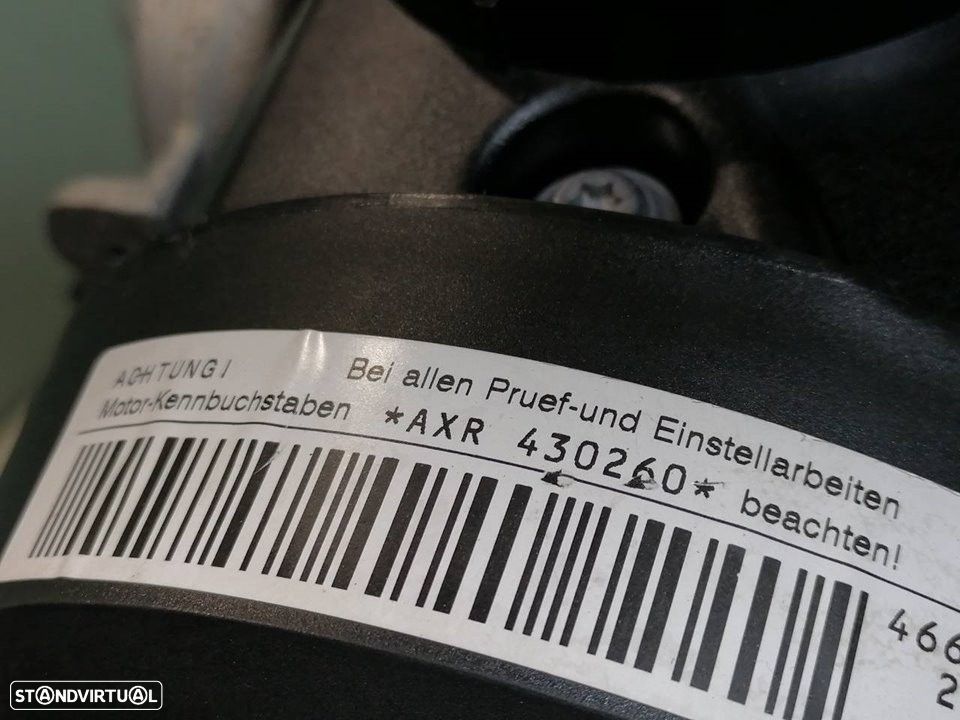 ACHTUNG! Bei allen Pruef-und Einstellarbeiten
Motor-Kennbuchstaben *AXR 430260* beachten!
466
2
STANDVIRTUAL